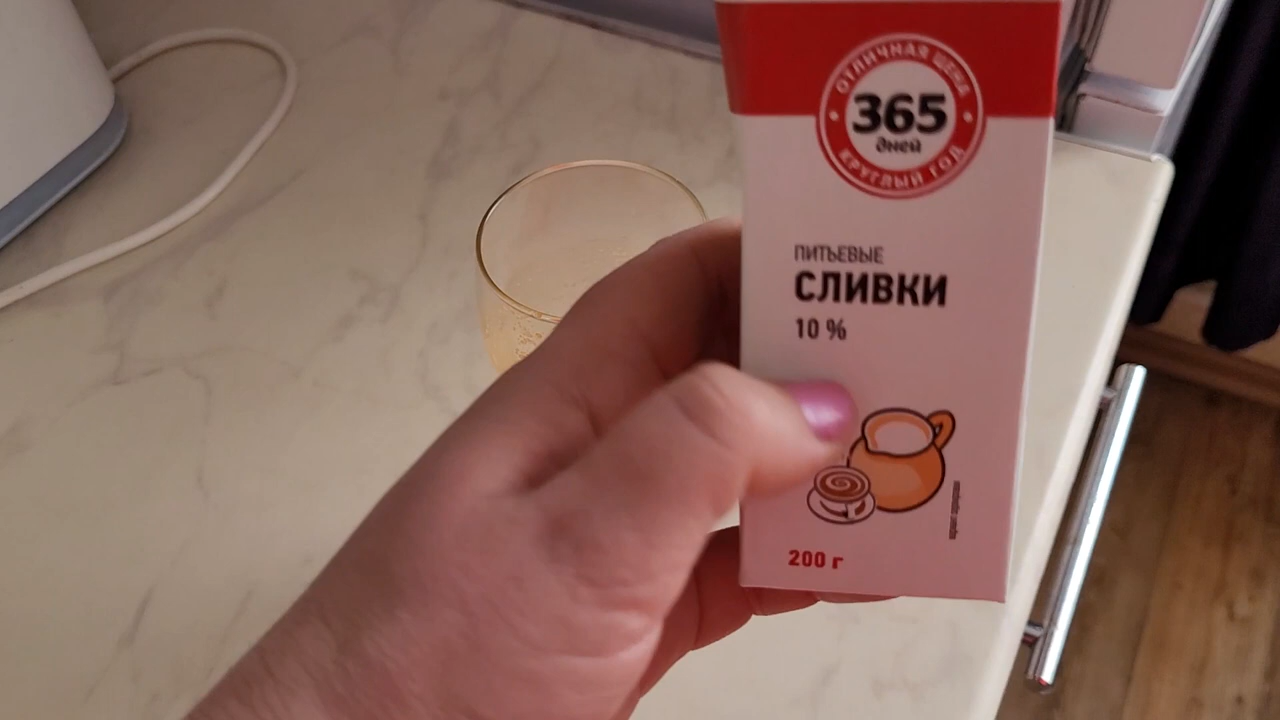 ОТЛИЧНАЯ ЦЕНА
365
дней
КРУГЛЫЙ ГОД
ПИТЬЕВЫЕ
СЛИВКИ
10 %
200 г